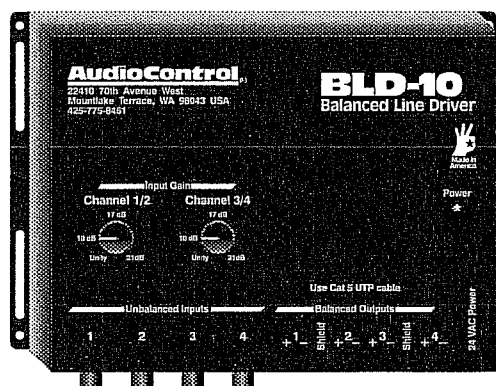 AudioControl
22410 70th Avenue West
Mountlake Terrace, WA 98043 USA
425-775-8461
BLD-10
Balanced Line Driver
Made in
America
Power
Input Gain
Channel 1/2
Channel 3/4
17 dB
17 dB
10 dB
10 dB
Unity
21dB
Unity
21dB
Use Cat 5 UTP cable
Unbalanced Inputs
Balanced Outputs
1 2 3 4
+1- Shield +2- +3- Shield +4-
24 VAC Power